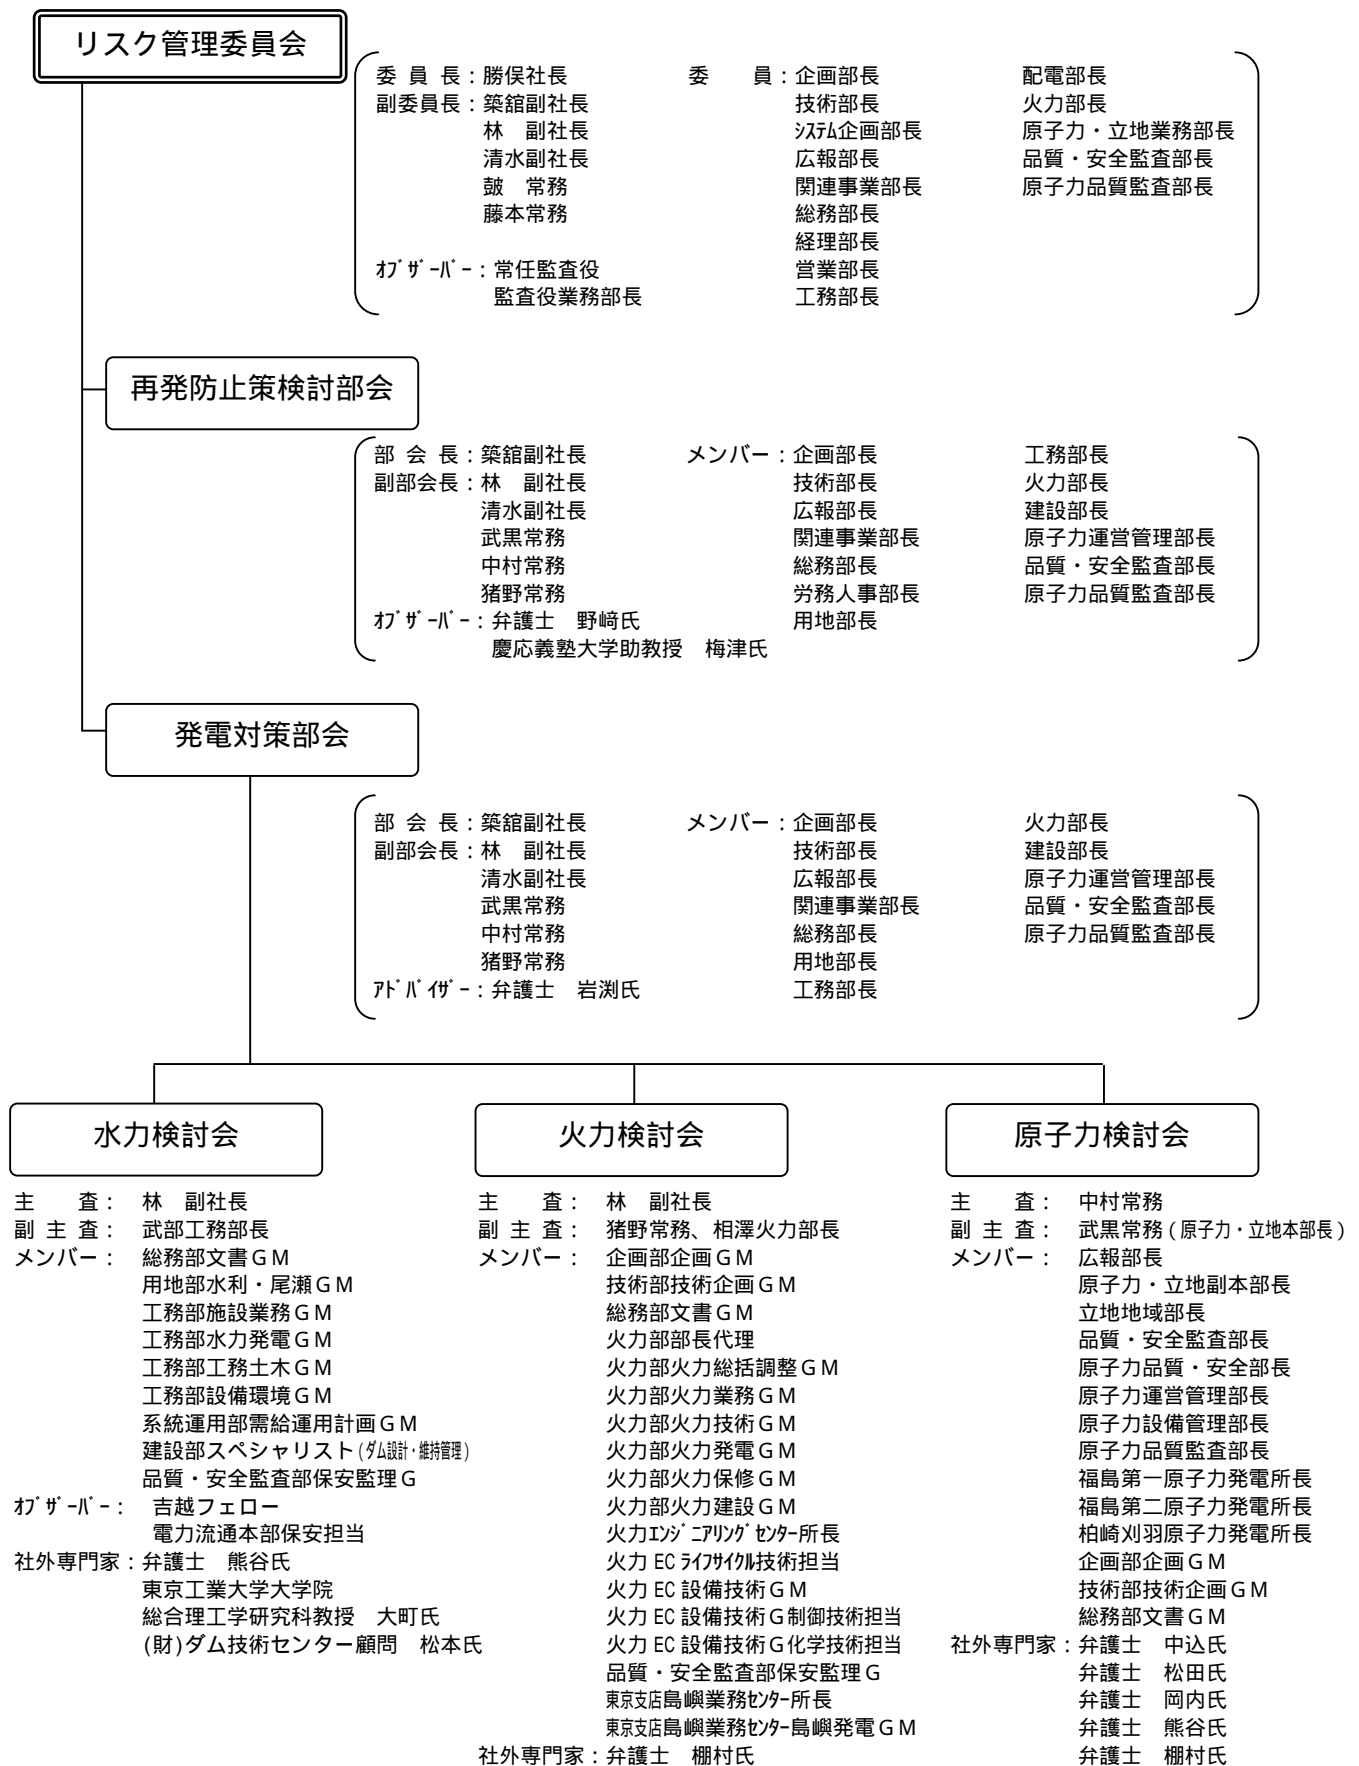 リスク管理委員会
委 員 長：勝俣社長
副委員長：築舘副社長
林　副社長
清水副社長
皷　常務
藤本常務
ｵﾌﾞｻﾞｰﾊﾞｰ：常任監査役
監査役業務部長
委　　員：企画部長
技術部長
ｼｽﾃﾑ企画部長
広報部長
関連事業部長
総務部長
経理部長
営業部長
工務部長
配電部長
火力部長
原子力・立地業務部長
品質・安全監査部長
原子力品質監査部長
再発防止策検討部会
部 会 長：築舘副社長
副部会長：林　副社長
清水副社長
武黒常務
中村常務
猪野常務
ｵﾌﾞｻﾞｰﾊﾞｰ：弁護士　野﨑氏
慶応義塾大学助教授　梅津氏
メンバー：企画部長
技術部長
広報部長
関連事業部長
総務部長
労務人事部長
用地部長
工務部長
火力部長
建設部長
原子力運営管理部長
品質・安全監査部長
原子力品質監査部長
発電対策部会
部 会 長：築舘副社長
副部会長：林　副社長
清水副社長
武黒常務
中村常務
猪野常務
ｱﾄﾞﾊﾞｲｻﾞｰ：弁護士　岩渕氏
メンバー：企画部長
技術部長
広報部長
関連事業部長
総務部長
用地部長
工務部長
火力部長
建設部長
原子力運営管理部長
品質・安全監査部長
原子力品質監査部長
水力検討会
主　　査：　林　副社長
副 主 査：　武部工務部長
メンバー：　総務部文書ＧＭ
用地部水利・尾瀬ＧＭ
工務部施設業務ＧＭ
工務部水力発電ＧＭ
工務部工務土木ＧＭ
工務部設備環境ＧＭ
系統運用部需給運用計画ＧＭ
建設部スペシャリスト(ﾀﾞﾑ設計・維持管理)
品質・安全監査部保安監理Ｇ
ｵﾌﾞｻﾞｰﾊﾞｰ：　吉越フェロー
電力流通本部保安担当
社外専門家：弁護士　熊谷氏
東京工業大学大学院
総合理工学研究科教授　大町氏
(財)ダム技術センター顧問　松本氏
火力検討会
主　　査：　林　副社長
副 主 査：　猪野常務、相澤火力部長
メンバー：　企画部企画ＧＭ
技術部技術企画ＧＭ
総務部文書ＧＭ
火力部部長代理
火力部火力総括調整ＧＭ
火力部火力業務ＧＭ
火力部火力技術ＧＭ
火力部火力発電ＧＭ
火力部火力保修ＧＭ
火力部火力建設ＧＭ
火力ｴﾝｼﾞﾆｱﾘﾝｸﾞｾﾝﾀｰ所長
火力 EC ﾗｲﾌｻｲｸﾙ技術担当
火力 EC 設備技術ＧＭ
火力 EC 設備技術Ｇ制御技術担当
火力 EC 設備技術Ｇ化学技術担当
品質・安全監査部保安監理Ｇ
東京支店島嶼業務ｾﾝﾀｰ所長
東京支店島嶼業務ｾﾝﾀｰ島嶼発電ＧＭ
社外専門家：弁護士　棚村氏
原子力検討会
主　　査：　中村常務
副 主 査：　武黒常務(原子力・立地本部長)
メンバー：　広報部長
原子力・立地副本部長
立地地域部長
品質・安全監査部長
原子力品質・安全部長
原子力運営管理部長
原子力設備管理部長
原子力品質監査部長
福島第一原子力発電所長
福島第二原子力発電所長
柏崎刈羽原子力発電所長
企画部企画ＧＭ
技術部技術企画ＧＭ
総務部文書ＧＭ
社外専門家：弁護士　中込氏
弁護士　松田氏
弁護士　岡内氏
弁護士　熊谷氏
弁護士　棚村氏